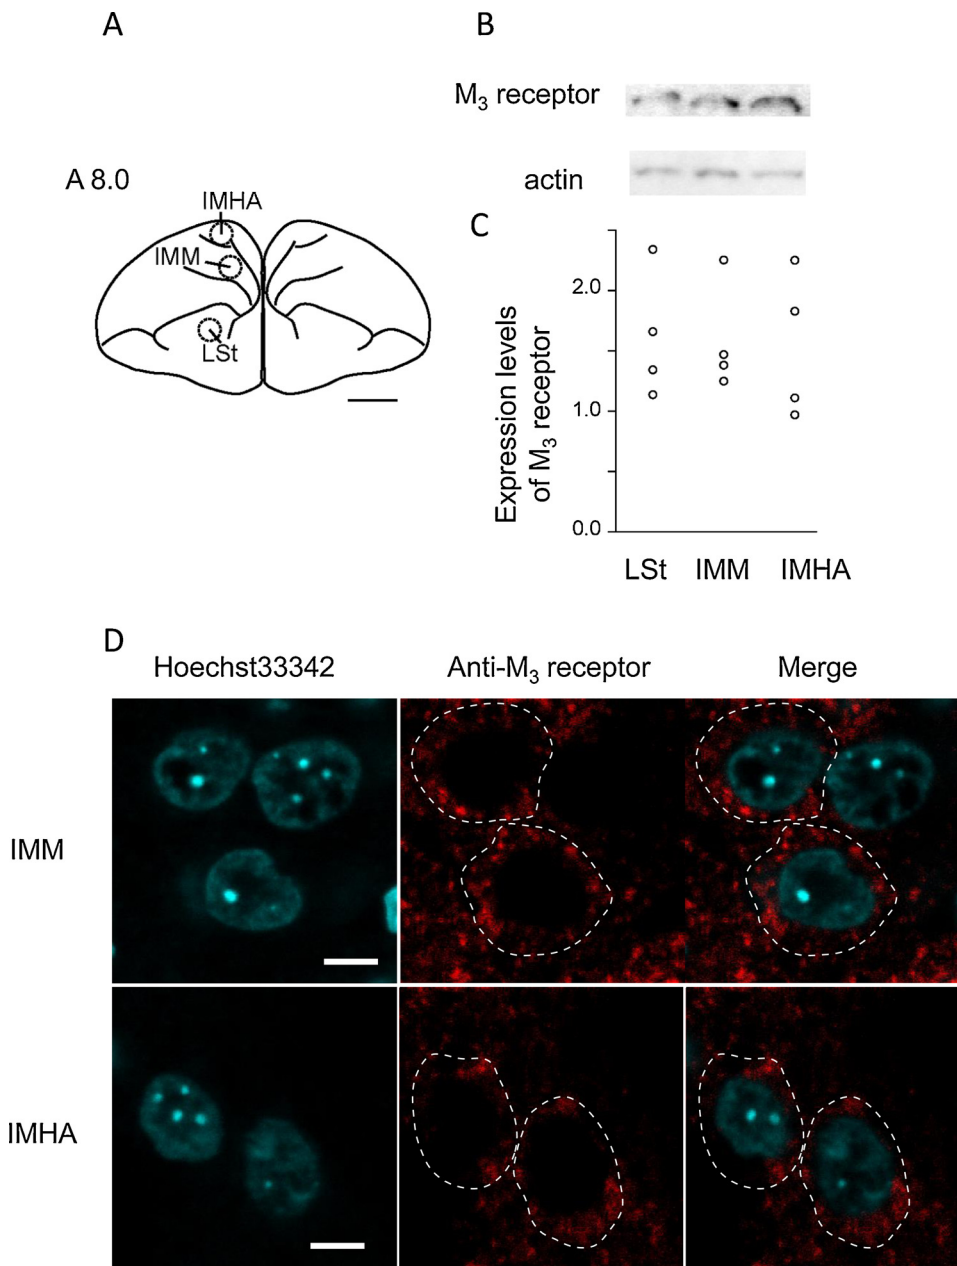 A
A 8.0
IMHA
IMM
LSt
B
M₃ receptor
actin
C
Expression levels
of M₃ receptor
2.0
1.0
0.0
LSt IMM IMHA
D
Hoechst33342 Anti-M₃ receptor Merge
IMM
IMHA